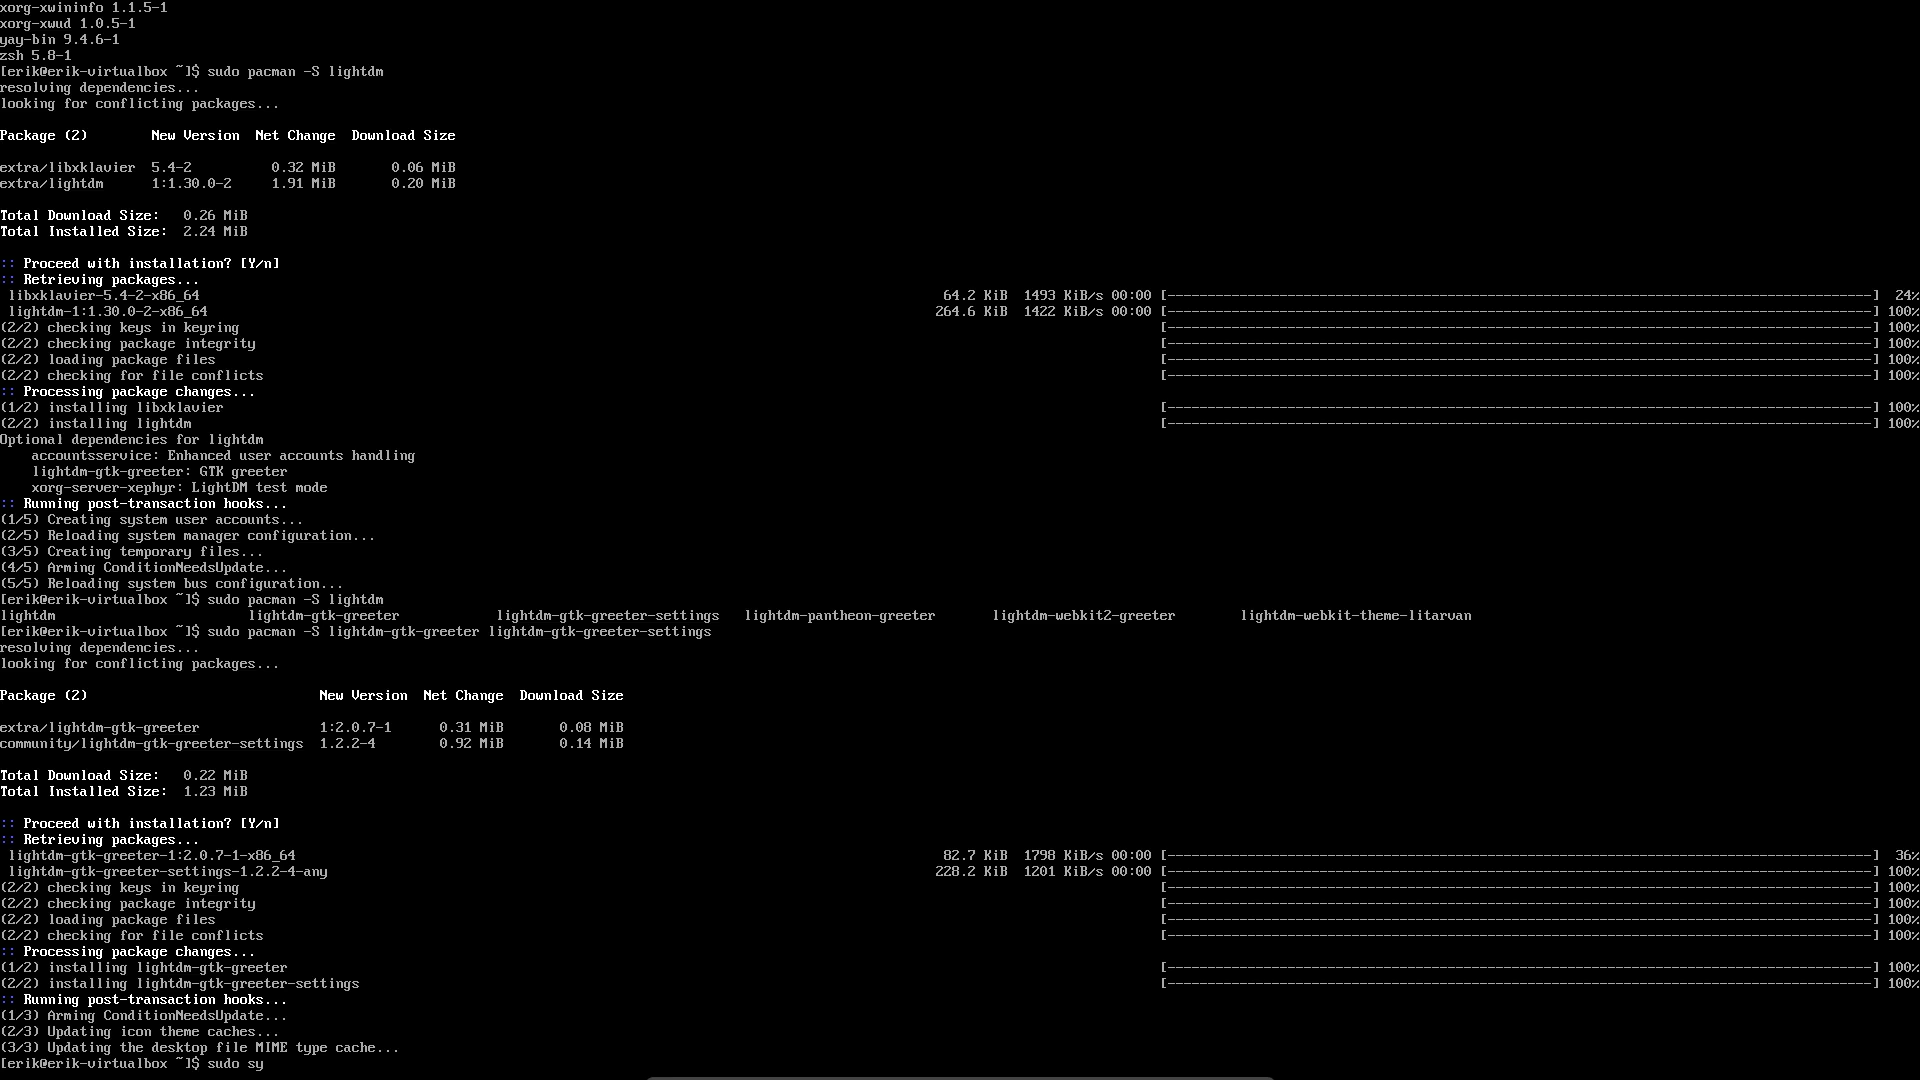 xorg-xwininfo 1.1.5-1
xorg-xwud 1.0.5-1
yay-bin 9.4.6-1
zsh 5.8-1
[erik@erik-virtualbox ~]$ sudo pacman -S lightdm
resolving dependencies...
looking for conflicting packages...
Package (2) New Version Net Change Download Size
extra/libxklavier 5.4-2 0.32 MiB 0.06 MiB
extra/lightdm 1:1.30.0-2 1.91 MiB 0.20 MiB
Total Download Size: 0.26 MiB
Total Installed Size: 2.24 MiB
:: Proceed with installation? [Y/n]
:: Retrieving packages...
libxklavier-5.4-2-x86_64 64.2 KiB 1493 KiB/s 00:00 [----------] 24%
lightdm-1:1.30.0-2-x86_64 264.6 KiB 1422 KiB/s 00:00 [----------] 100%
(2/2) checking keys in keyring [----------] 100%
(2/2) checking package integrity [----------] 100%
(2/2) loading package files [----------] 100%
(2/2) checking for file conflicts [----------] 100%
:: Processing package changes...
(1/2) installing libxklavier [----------] 100%
(2/2) installing lightdm [----------] 100%
Optional dependencies for lightdm
accountsservice: Enhanced user accounts handling
lightdm-gtk-greeter: GTK greeter
xorg-server-xephyr: LightDM test mode
:: Running post-transaction hooks...
(1/5) Creating system user accounts...
(2/5) Reloading system manager configuration...
(3/5) Creating temporary files...
(4/5) Arming ConditionNeedsUpdate...
(5/5) Reloading system bus configuration...
[erik@erik-virtualbox ~]$ sudo pacman -S lightdm
lightdm lightdm-gtk-greeter lightdm-gtk-greeter-settings lightdm-pantheon-greeter lightdm-webkit2-greeter lightdm-webkit-theme-litarvan
[erik@erik-virtualbox ~]$ sudo pacman -S lightdm-gtk-greeter lightdm-gtk-greeter-settings
resolving dependencies...
looking for conflicting packages...
Package (2) New Version Net Change Download Size
extra/lightdm-gtk-greeter 1:2.0.7-1 0.31 MiB 0.08 MiB
community/lightdm-gtk-greeter-settings 1.2.2-4 0.92 MiB 0.14 MiB
Total Download Size: 0.22 MiB
Total Installed Size: 1.23 MiB
:: Proceed with installation? [Y/n]
:: Retrieving packages...
lightdm-gtk-greeter-1:2.0.7-1-x86_64 82.7 KiB 1798 KiB/s 00:00 [----------] 36%
lightdm-gtk-greeter-settings-1.2.2-4-any 228.2 KiB 1201 KiB/s 00:00 [----------] 100%
(2/2) checking keys in keyring [----------] 100%
(2/2) checking package integrity [----------] 100%
(2/2) loading package files [----------] 100%
(2/2) checking for file conflicts [----------] 100%
:: Processing package changes...
(1/2) installing lightdm-gtk-greeter [----------] 100%
(2/2) installing lightdm-gtk-greeter-settings [----------] 100%
:: Running post-transaction hooks...
(1/3) Arming ConditionNeedsUpdate...
(2/3) Updating icon theme caches...
(3/3) Updating the desktop file MIME type cache...
[erik@erik-virtualbox ~]$ sudo sy